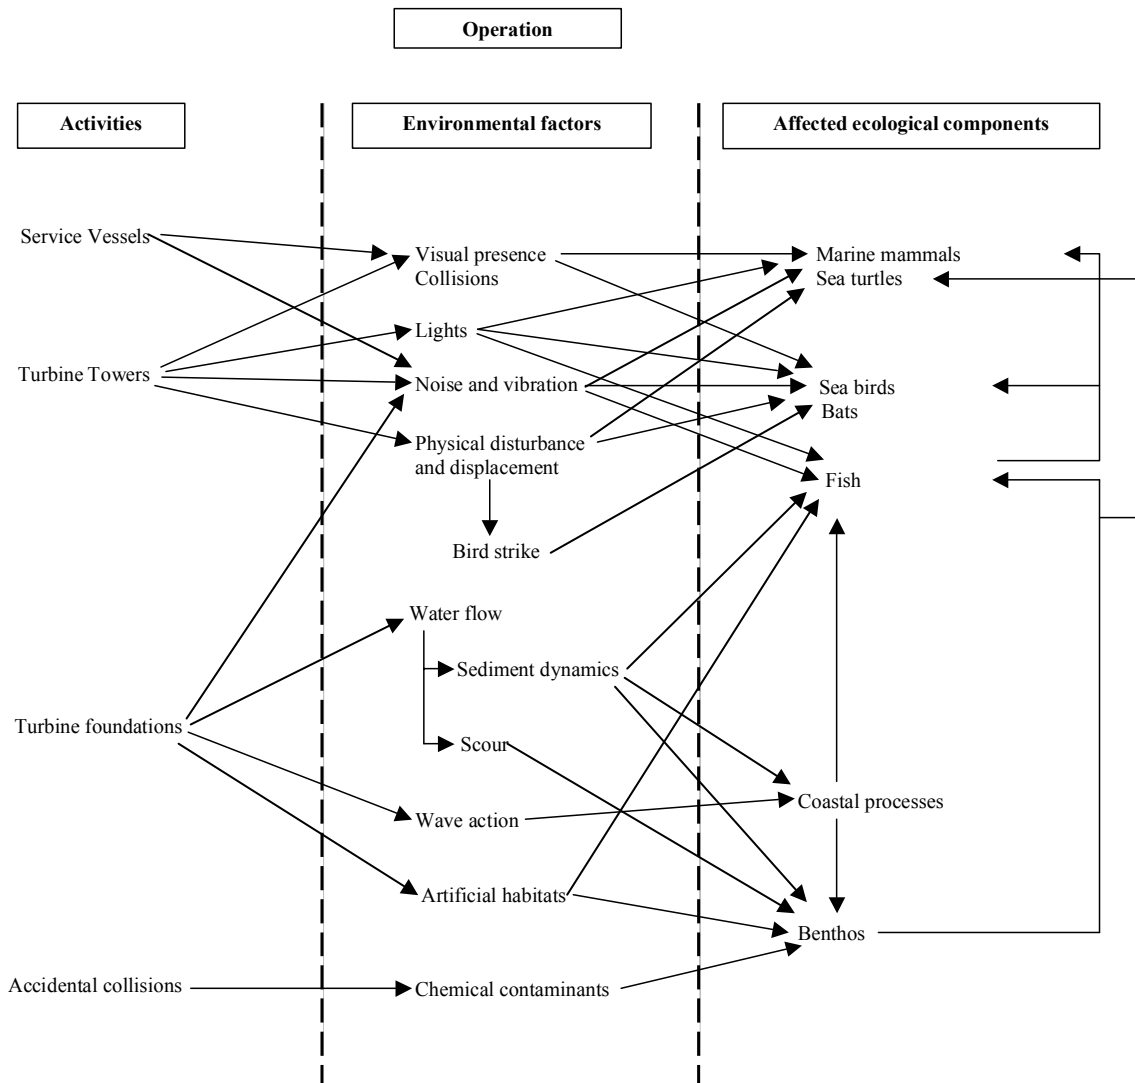 Operation
Activities
Environmental factors
Affected ecological components
Service Vessels
Turbine Towers
Turbine foundations
Accidental collisions
Visual presence
Collisions
Lights
Noise and vibration
Physical disturbance
and displacement
Bird strike
Water flow
Sediment dynamics
Scour
Wave action
Artificial habitats
Chemical contaminants
Marine mammals
Sea turtles
Sea birds
Bats
Fish
Coastal processes
Benthos